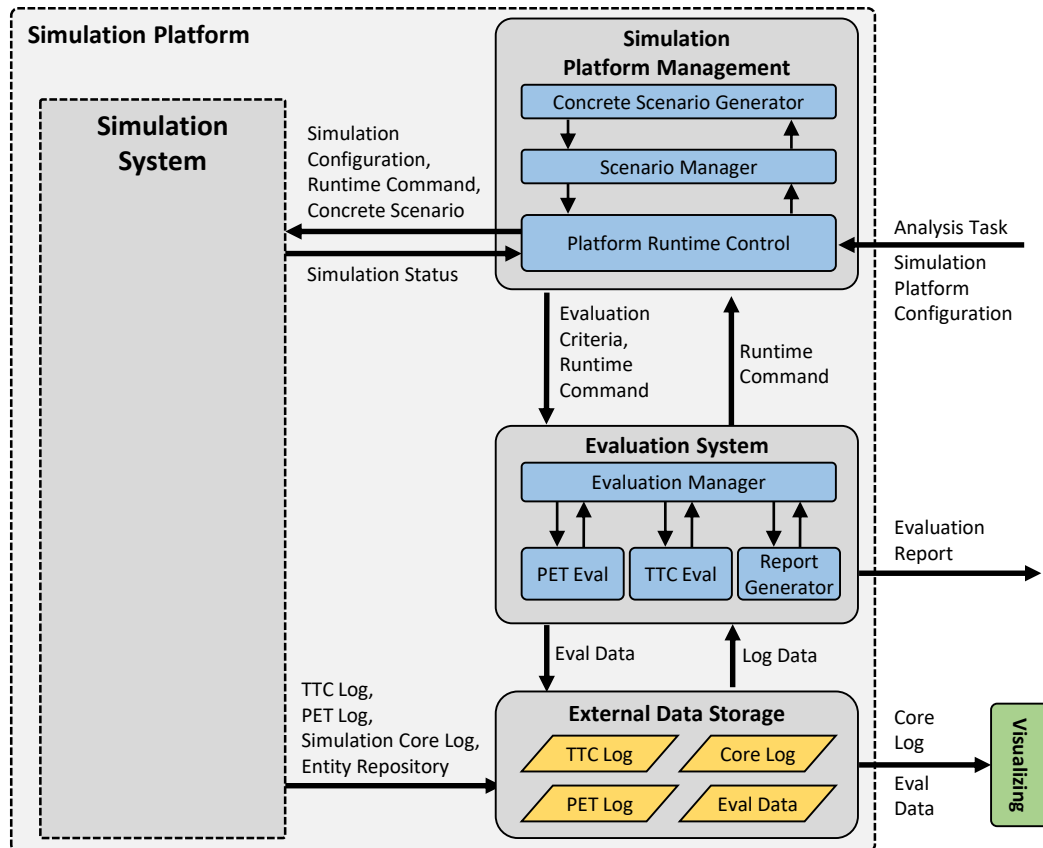 Simulation Platform
Simulation
Platform Management
Concrete Scenario Generator
Scenario Manager
Platform Runtime Control
Simulation
System
Simulation
Configuration,
Runtime Command,
Concrete Scenario
Simulation Status
Analysis Task
Simulation
Platform
Configuration
Evaluation
Criteria,
Runtime
Command
Runtime
Command
Evaluation System
Evaluation Manager
PET Eval
TTC Eval
Report
Generator
Evaluation
Report
Eval Data
Log Data
TTC Log,
PET Log,
Simulation Core Log,
Entity Repository
External Data Storage
TTC Log
Core Log
PET Log
Eval Data
Core
Log
Eval
Data
Visualizing